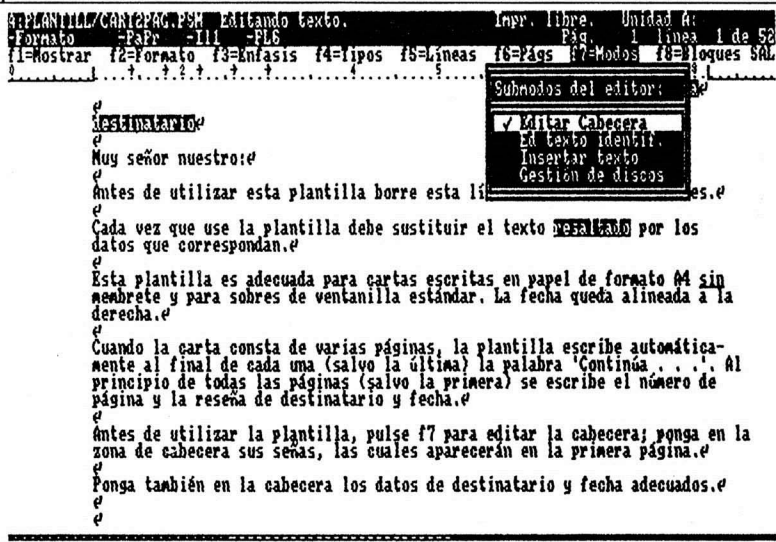 A:PLANTILL/CART2PAG.PSM Editando texto. Impr. libre. Unidad A:
-Formato -PaPr -I11 -PL6 Pág. 1 línea 1 de 52
f1=Mostrar f2=Formato f3=Enfasis f4=Tipos f5=Líneas f6=Págs f7=Modos f8=Bloques SAL
Submodos del editor:
✓ Editar Cabecera
Ed texto identif.
Insertar texto
Gestión de discos
destinatario
Muy señor nuestro:
Antes de utilizar esta plantilla borre esta lí es.
Cada vez que use la plantilla debe sustituir el texto resaltado por los
datos que correspondan.
Esta plantilla es adecuada para cartas escritas en papel de formato A4 sin
membrete y para sobres de ventanilla estándar. La fecha queda alineada a la
derecha.
Cuando la carta consta de varias páginas, la plantilla escribe automática-
mente al final de cada una (salvo la última) la palabra 'Continúa . . .'. Al
principio de todas las páginas (salvo la primera) se escribe el número de
página y la reseña de destinatario y fecha.
Antes de utilizar la plantilla, pulse f7 para editar la cabecera; ponga en la
zona de cabecera sus señas, las cuales aparecerán en la primera página.
Ponga también en la cabecera los datos de destinatario y fecha adecuados.